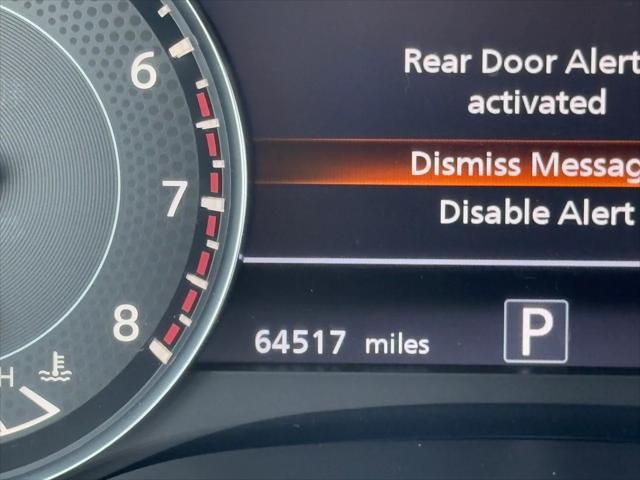 6
Rear Door Alert
activated
Dismiss Messag
7
Disable Alert
8
64517 miles
P
H